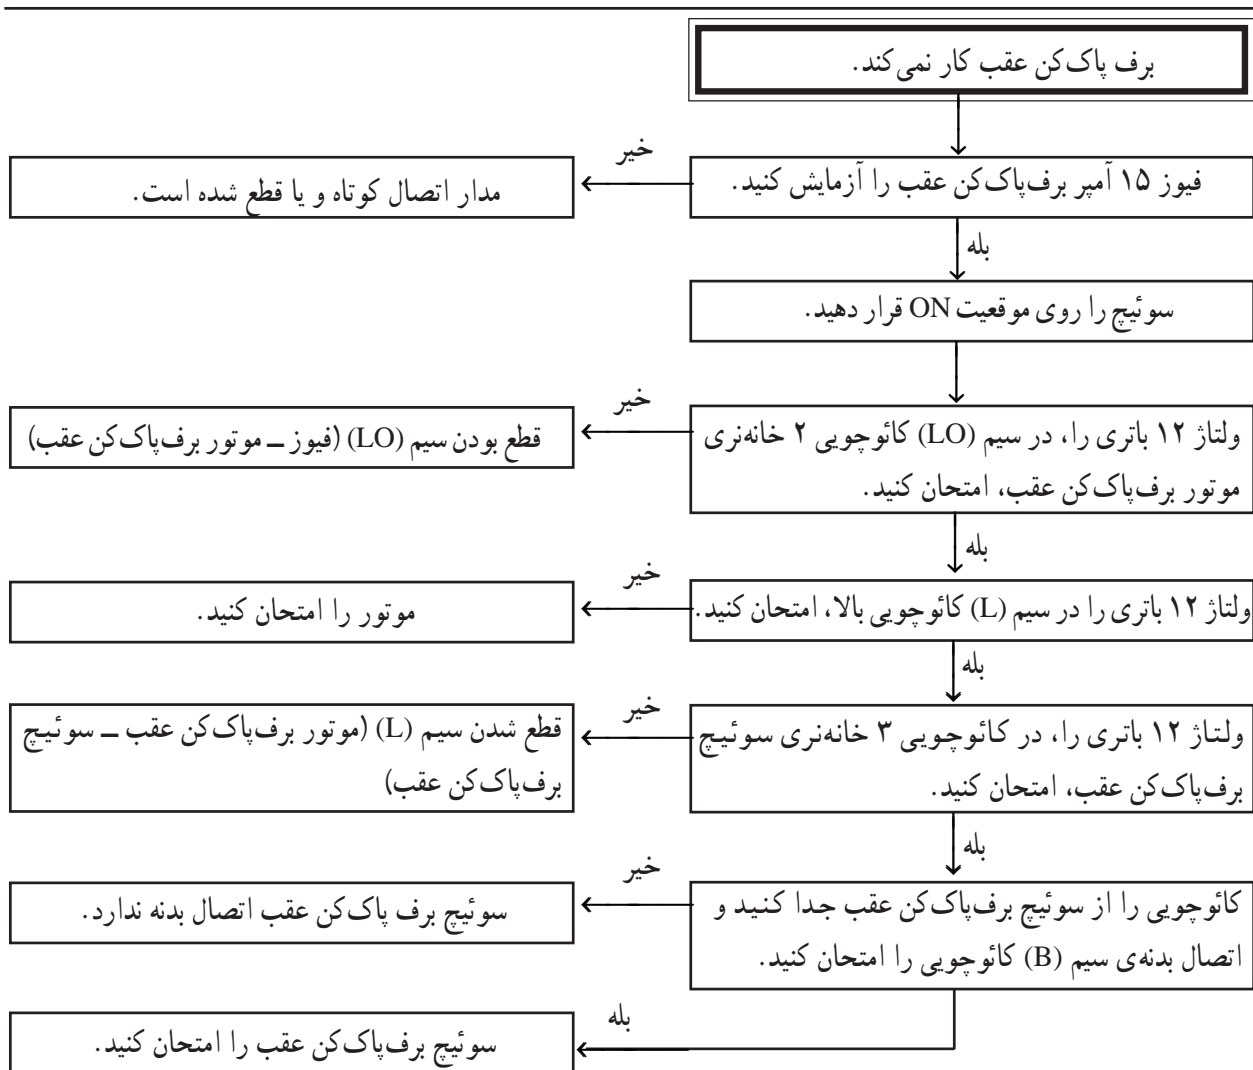 برف پاک‌کن عقب کار نمی‌کند.
خیر
فیوز ۱۵ آمپر برف‌پاک‌کن عقب را آزمایش کنید.
مدار اتصال کوتاه و یا قطع شده است.
بله
سوئیچ را روی موقعیت ON قرار دهید.
خیر
ولتاژ ۱۲ باتری را، در سیم (LO) کائوچویی ۲ خانه‌نری
موتور برف‌پاک‌کن عقب، امتحان کنید.
قطع بودن سیم (LO) (فیوز ــ موتور برف‌پاک‌کن عقب)
بله
خیر
ولتاژ ۱۲ باتری را در سیم (L) کائوچویی بالا، امتحان کنید.
موتور را امتحان کنید.
بله
خیر
ولتاژ ۱۲ باتری را، در کائوچویی ۳ خانه‌نری سوئیچ
برف‌پاک‌کن عقب، امتحان کنید.
قطع شدن سیم (L) (موتور برف‌پاک‌کن عقب ــ سوئیچ
برف‌پاک‌کن عقب)
بله
خیر
کائوچویی را از سوئیچ برف‌پاک‌کن عقب جدا کنید و
اتصال بدنه‌ی سیم (B) کائوچویی را امتحان کنید.
سوئیچ برف پاک‌کن عقب اتصال بدنه ندارد.
بله
سوئیچ برف‌پاک‌کن عقب را امتحان کنید.